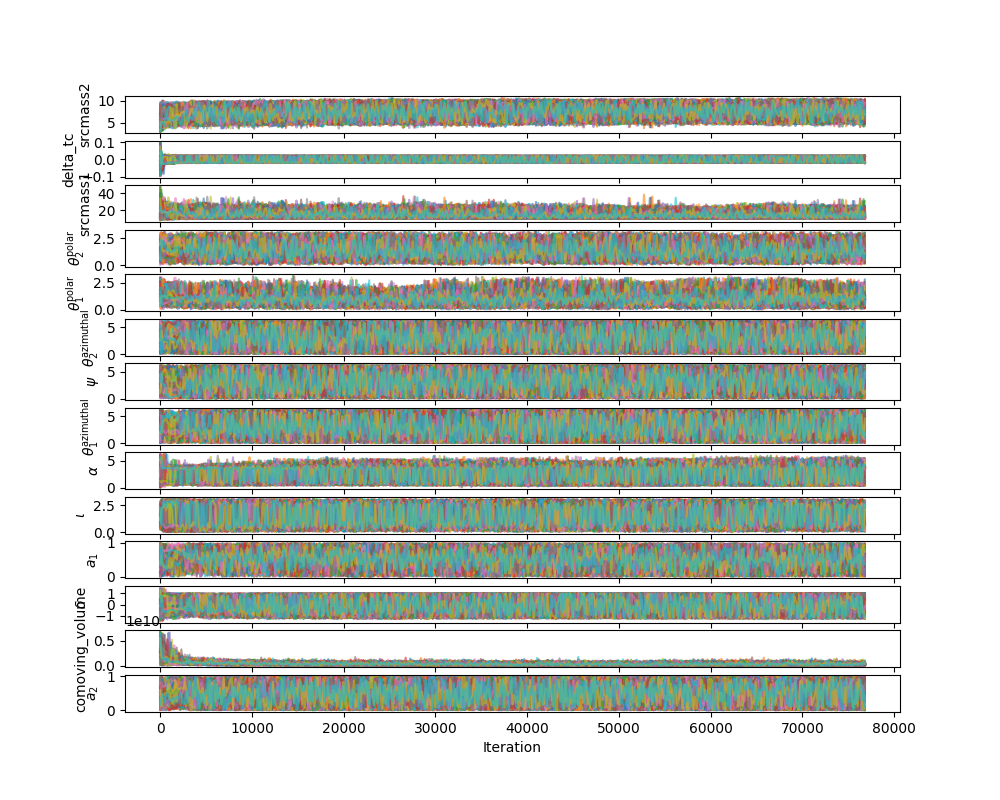 srcmass2
10
5
delta_tc
0.1
0.0
−0.1
srcmass1
40
20
θ₂^polar
2.5
0.0
θ₁^polar
2.5
0.0
θ₂^azimuthal
5
0
ψ
5
0
θ₁^azimuthal
5
0
α
5
0
ι
2.5
0.0
a₁
1
0
δ
1
0
−1
1e10
comoving_volume
0.5
0.0
a₂
1
0
0 10000 20000 30000 40000 50000 60000 70000 80000
Iteration